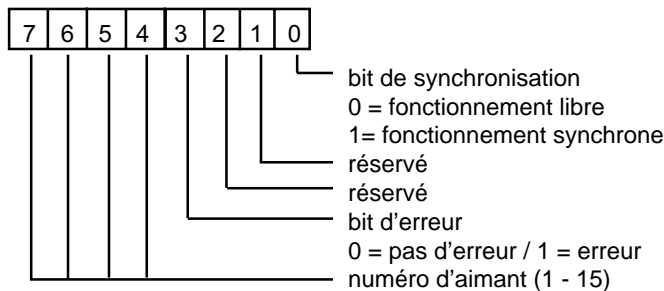 7 6 5 4 3 2 1 0
bit de synchronisation
0 = fonctionnement libre
1= fonctionnement synchrone
réservé
réservé
bit d'erreur
0 = pas d'erreur / 1 = erreur
numéro d'aimant (1 - 15)